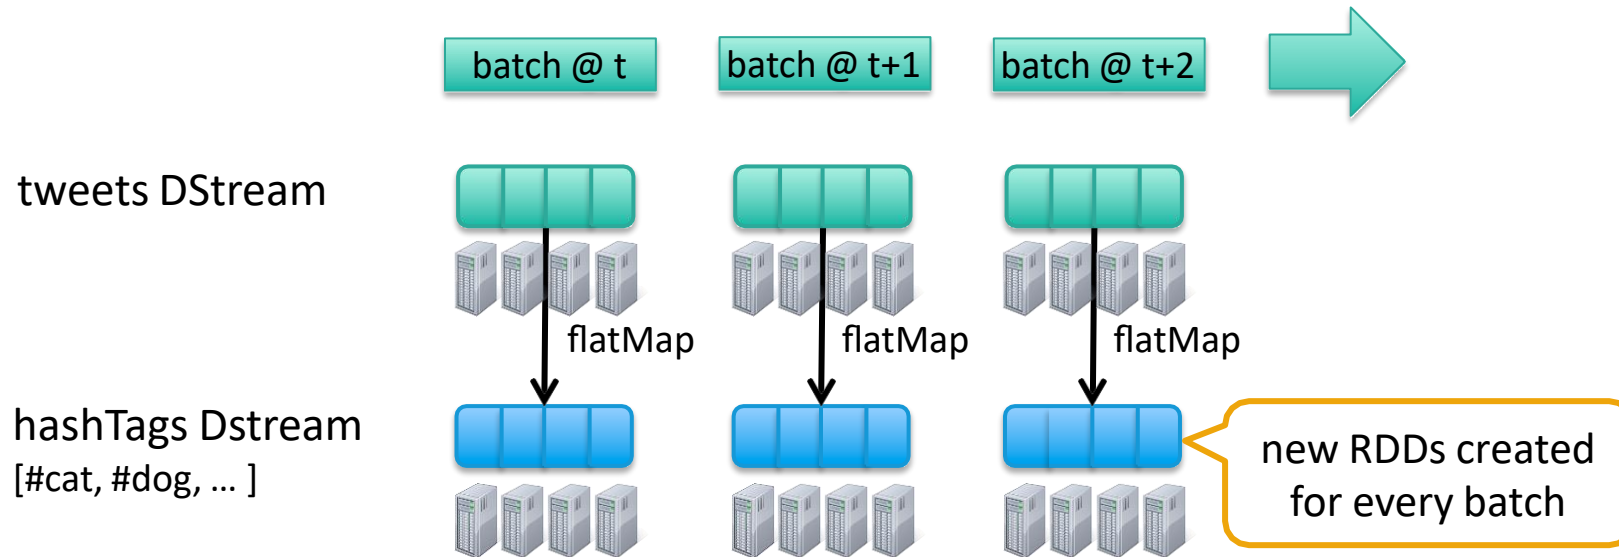 batch @ t
batch @ t+1
batch @ t+2
tweets DStream
flatMap
flatMap
flatMap
hashTags Dstream
[#cat, #dog, … ]
new RDDs created
for every batch